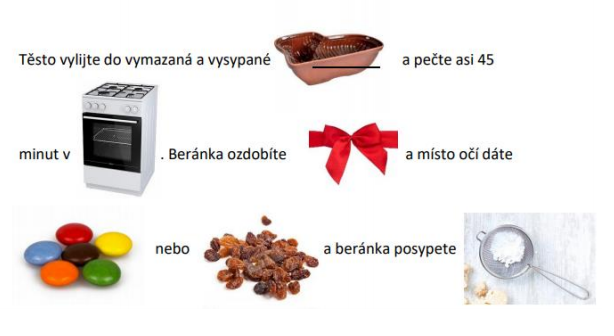 Těsto vylijte do vymazaná a vysypané a pečte asi 45
minut v . Beránka ozdobíte a místo očí dáte
nebo a beránka posypete